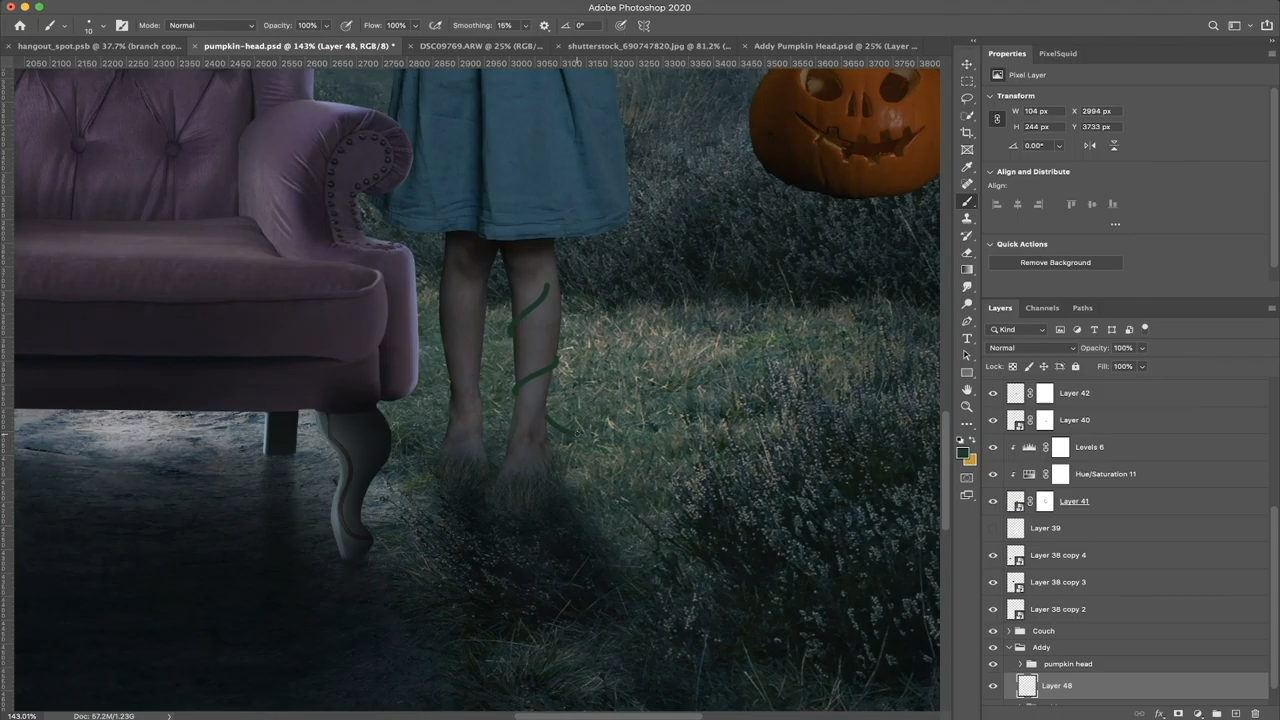 Adobe Photoshop 2020
10 Mode: Normal Opacity: 100% Flow: 100% Smoothing: 15% 0°
× hangout_spot.psb @ 37.7% (branch cop... × pumpkin-head.psb @ 143% (Layer 48, RGB/8) * × DSC09769.ARW @ 25% (RGB/... × shutterstock_690747820.jpg @ 81.2% (... × Addy Pumpkin Head.psd @ 25% (Layer ...
2050 2100 2150 2200 2250 2300 2350 2400 2450 2500 2550 2600 2650 2700 2750 2800 2850 2900 2950 3000 3050 3100 3150 3200 3250 3300 3350 3400 3450 3500 3550 3600 3650 3700 3750 3800
Properties PixelSquid
Pixel Layer
Transform
W 104 px X 2994 px
H 244 px Y 3733 px
0.00°
Align and Distribute
Align:
...
Quick Actions
Remove Background
Layers Channels Paths
Kind
Normal Opacity: 100%
Lock: Fill: 100%
Layer 42
Layer 40
Levels 6
Hue/Saturation 11
Layer 41
Layer 39
Layer 38 copy 4
Layer 38 copy 3
Layer 38 copy 2
Couch
Addy
pumpkin head
Layer 48
143.01% Doc: 57.2M/1.23G